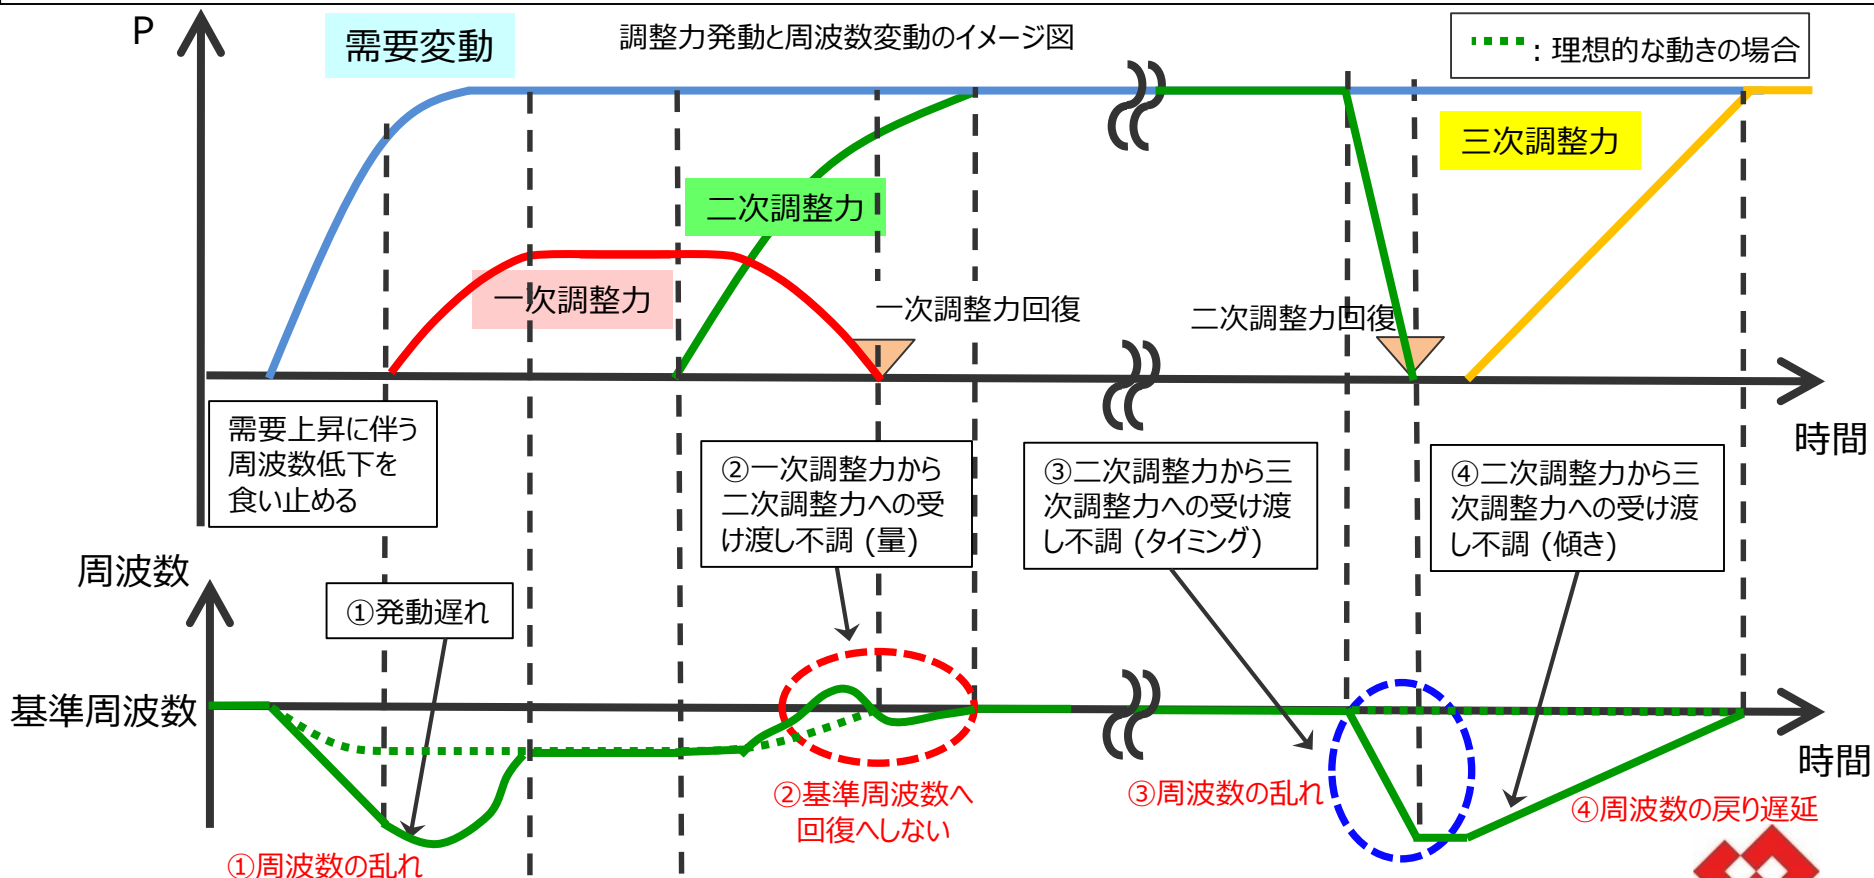 P
需要変動
調整力発動と周波数変動のイメージ図
: 理想的な動きの場合
三次調整力
二次調整力
一次調整力
一次調整力回復
二次調整力回復
需要上昇に伴う
周波数低下を
食い止める
②一次調整力から
二次調整力への受
け渡し不調 (量)
③二次調整力から三
次調整力への受け渡
し不調 (タイミング)
④二次調整力から三
次調整力への受け渡
し不調 (傾き)
時間
周波数
①発動遅れ
基準周波数
時間
②基準周波数へ
回復へしない
③周波数の乱れ
④周波数の戻り遅延
①周波数の乱れ